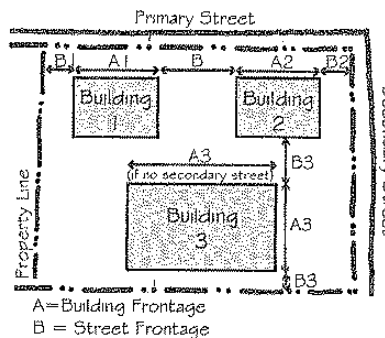 Primary Street
B A1 B A2 B2
Building
1
Building
2
B3
A3
(if no secondary street)
Building
3
A3
B3
Property Line
A=Building Frontage
B = Street Frontage